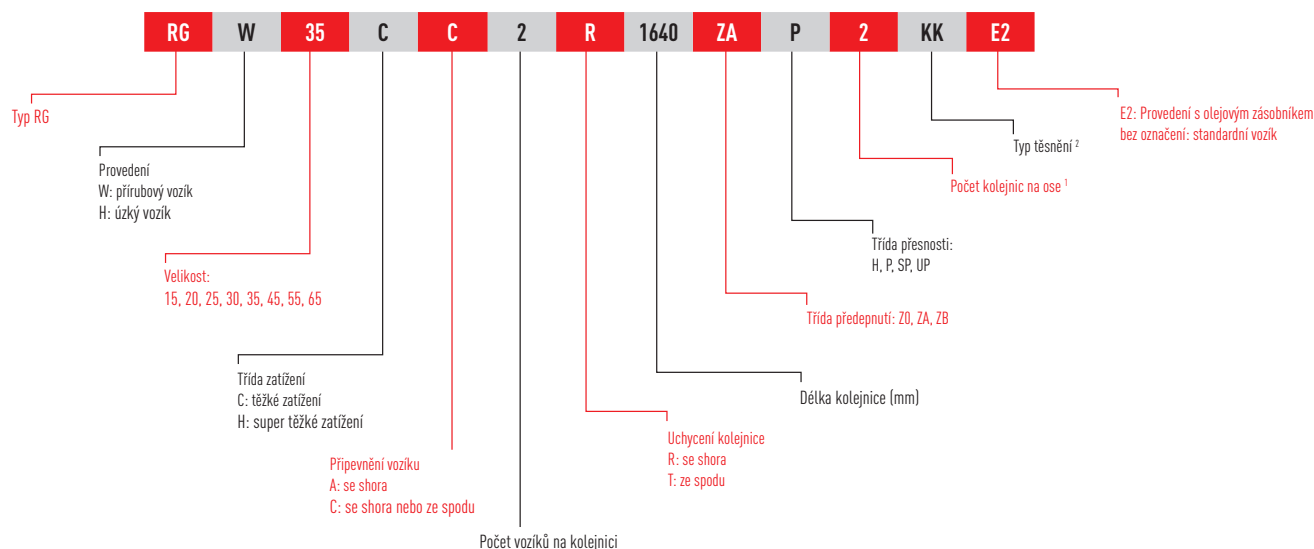 RG W 35 C C 2 R 1640 ZA P 2 KK E2
Typ RG
Provedení
W: přírubový vozík
H: úzký vozík
Velikost:
15, 20, 25, 30, 35, 45, 55, 65
Třída zatížení
C: těžké zatížení
H: super těžké zatížení
Připevnění vozíku
A: se shora
C: se shora nebo ze spodu
Počet vozíků na kolejnici
Uchycení kolejnice
R: se shora
T: ze spodu
Délka kolejnice (mm)
Třída předepnutí: Z0, ZA, ZB
Třída přesnosti:
H, P, SP, UP
Počet kolejnic na ose ¹
Typ těsnění ²
E2: Provedení s olejovým zásobníkem
bez označení: standardní vozík